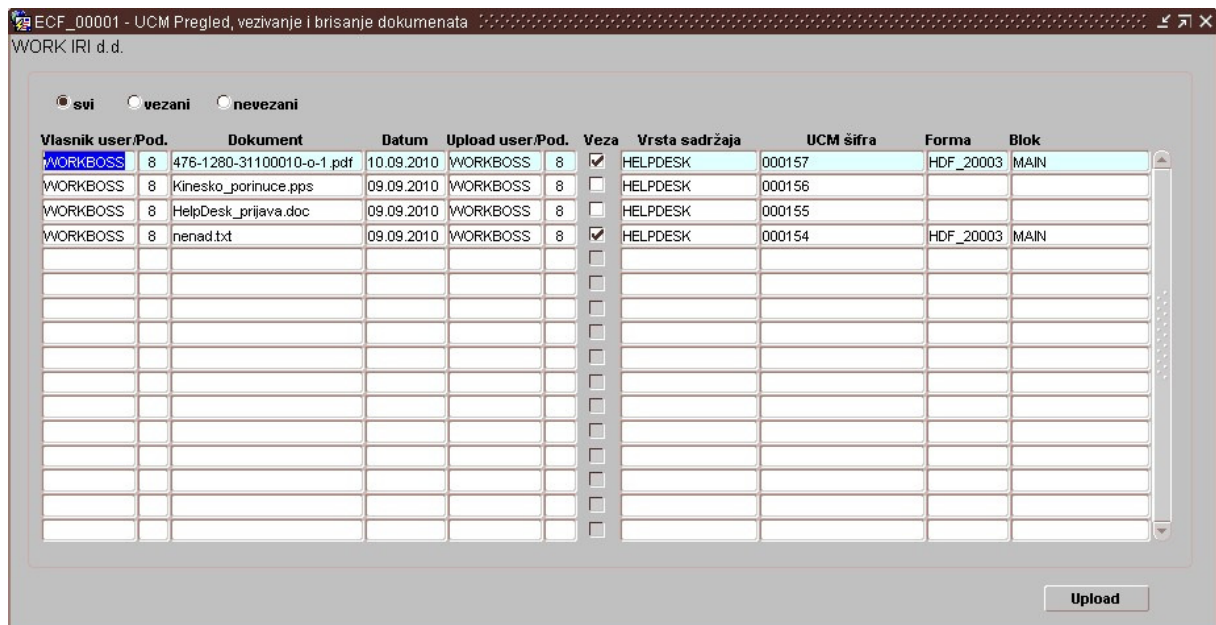 ECF_00001 - UCM Pregled, vezivanje i brisanje dokumenata
WORK IRI d.d.
svi vezani nevezani
Vlasnik user/Pod. Dokument Datum Upload user/Pod. Veza Vrsta sadržaja UCM šifra Forma Blok
WORKBOSS 8 476-1280-31100010-o-1.pdf 10.09.2010 WORKBOSS 8 HELPDESK 000157 HDF_20003 MAIN
WORKBOSS 8 Kinesko_porinuce.pps 09.09.2010 WORKBOSS 8 HELPDESK 000156
WORKBOSS 8 HelpDesk_prijava.doc 09.09.2010 WORKBOSS 8 HELPDESK 000155
WORKBOSS 8 nenad.txt 09.09.2010 WORKBOSS 8 HELPDESK 000154 HDF_20003 MAIN
Upload